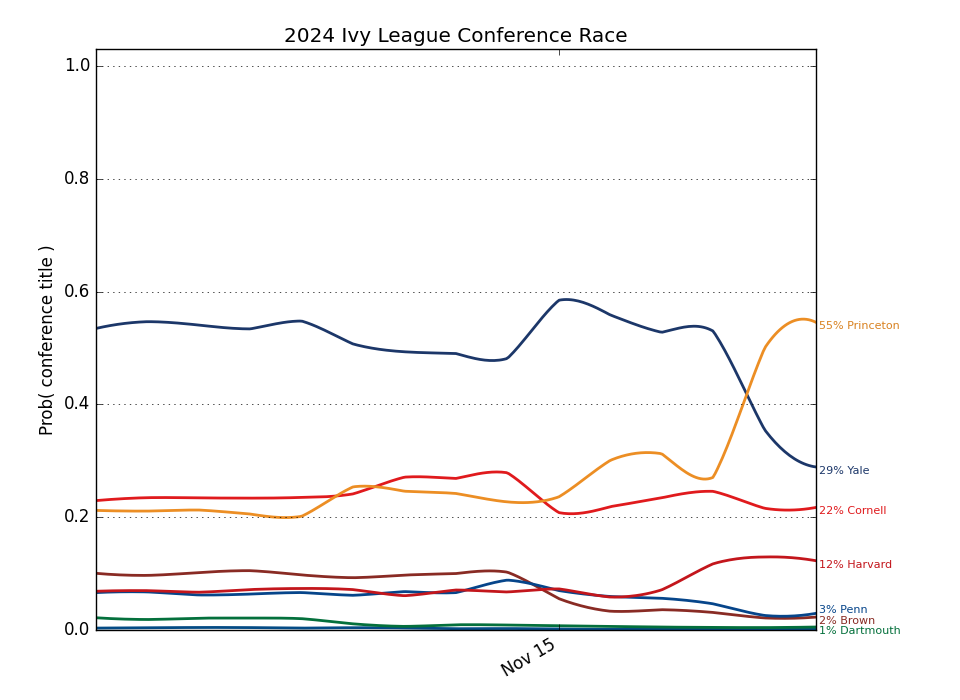 2024 Ivy League Conference Race
Prob( conference title )
1.0
0.8
0.6
0.4
0.2
0.0
Nov 15
55% Princeton
29% Yale
22% Cornell
12% Harvard
3% Penn
2% Brown
1% Dartmouth